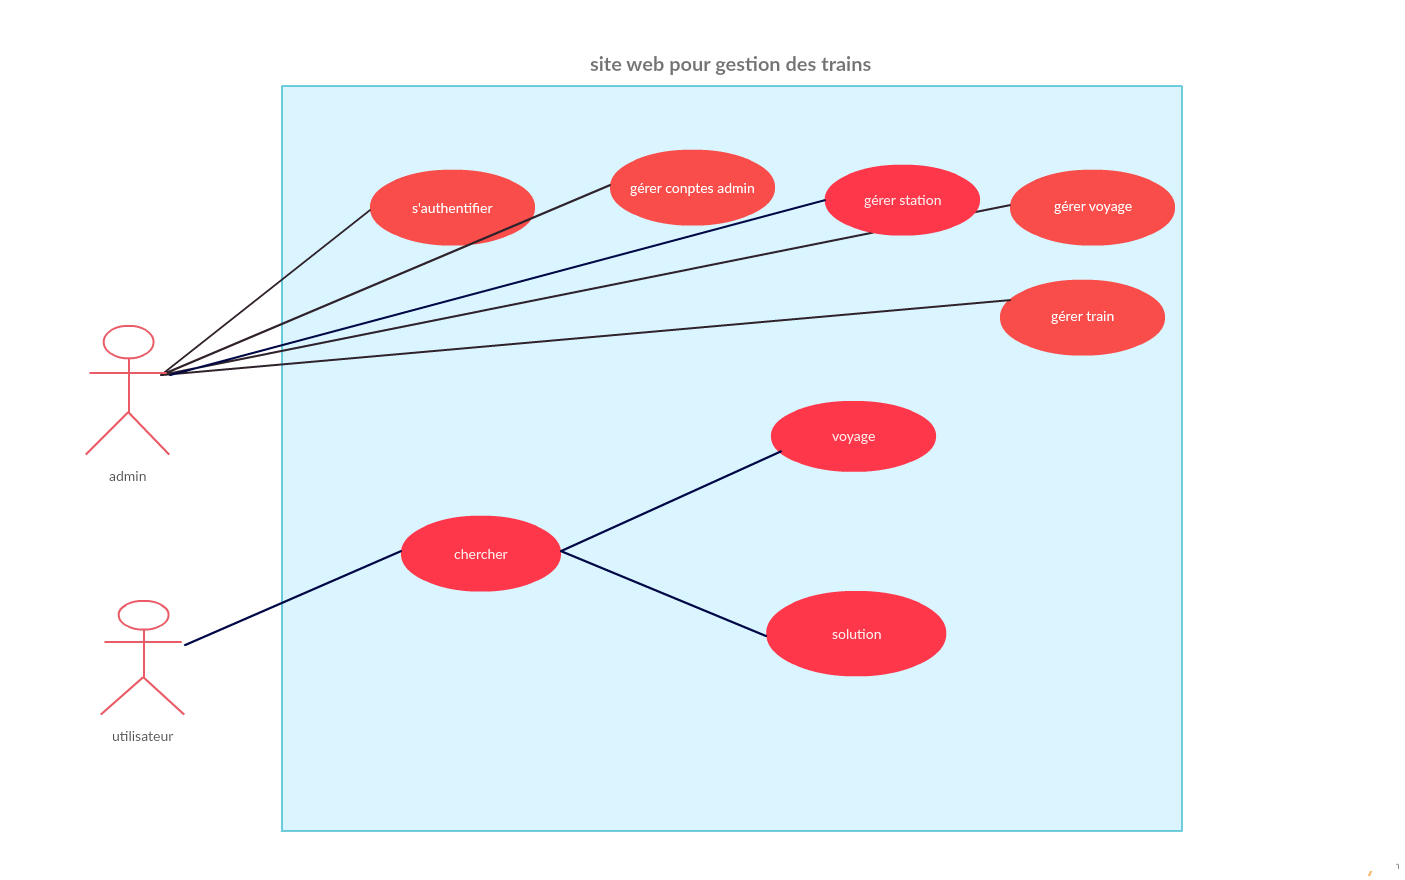 site web pour gestion des trains
s'authentifier
gérer conptes admin
gérer station
gérer voyage
gérer train
admin
voyage
chercher
solution
utilisateur